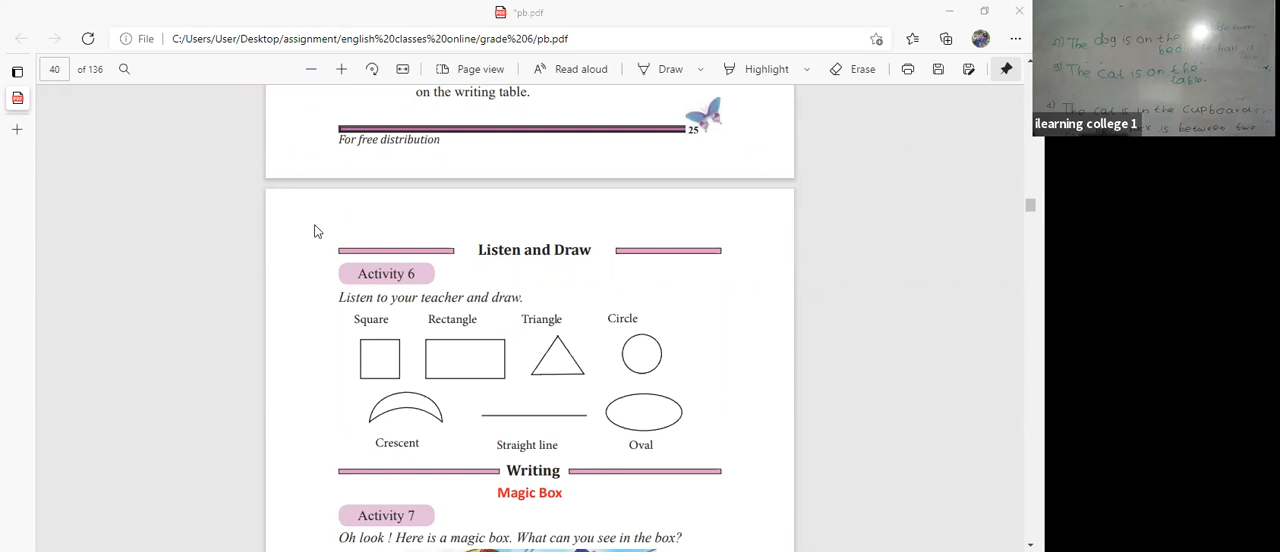 *pb.pdf
File C:/Users/User/Desktop/assignment/english%20classes%20online/grade%206/pb.pdf
40 of 136 Page view Read aloud Draw Highlight Erase
on the writing table.
25
For free distribution
Listen and Draw
Activity 6
Listen to your teacher and draw.
Square Rectangle Triangle Circle
Crescent Straight line Oval
Writing
Magic Box
Activity 7
Oh look ! Here is a magic box. What can you see in the box?
The dog is on the
bed
g) The cat is on the
table.
d) The cat is in the cupboard
is between two
ilearning college 1